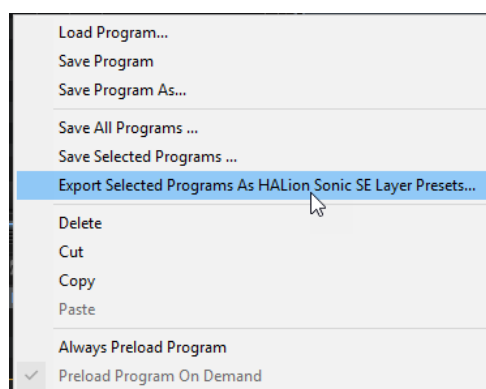 Load Program...
Save Program
Save Program As...
Save All Programs ...
Save Selected Programs ...
Export Selected Programs As HALion Sonic SE Layer Presets...
Delete
Cut
Copy
Paste
Always Preload Program
Preload Program On Demand